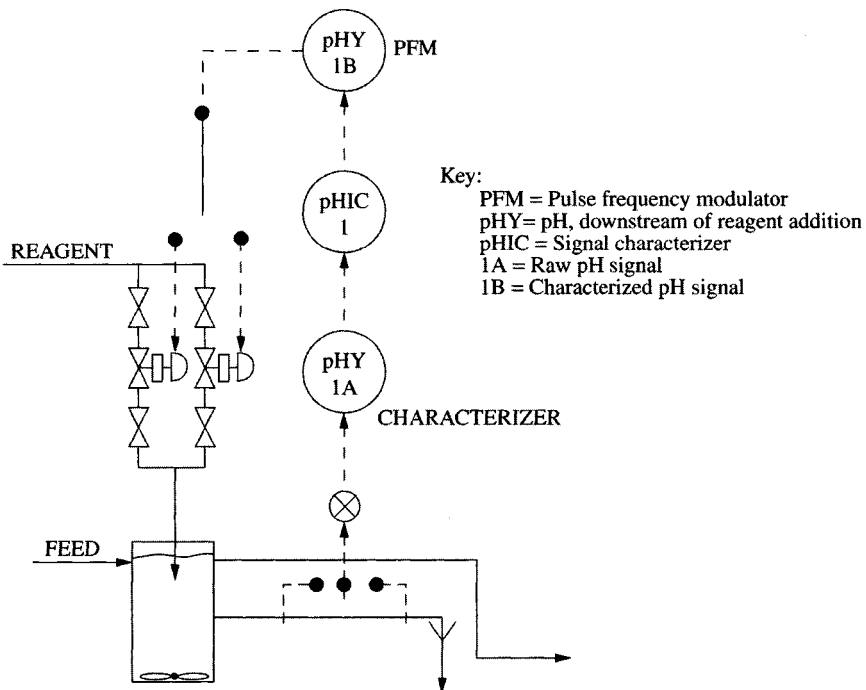 pHY
1B
PFM
pHIC
1
Key:
PFM = Pulse frequency modulator
pHY= pH, downstream of reagent addition
pHIC = Signal characterizer
1A = Raw pH signal
1B = Characterized pH signal
REAGENT
pHY
1A
CHARACTERIZER
FEED